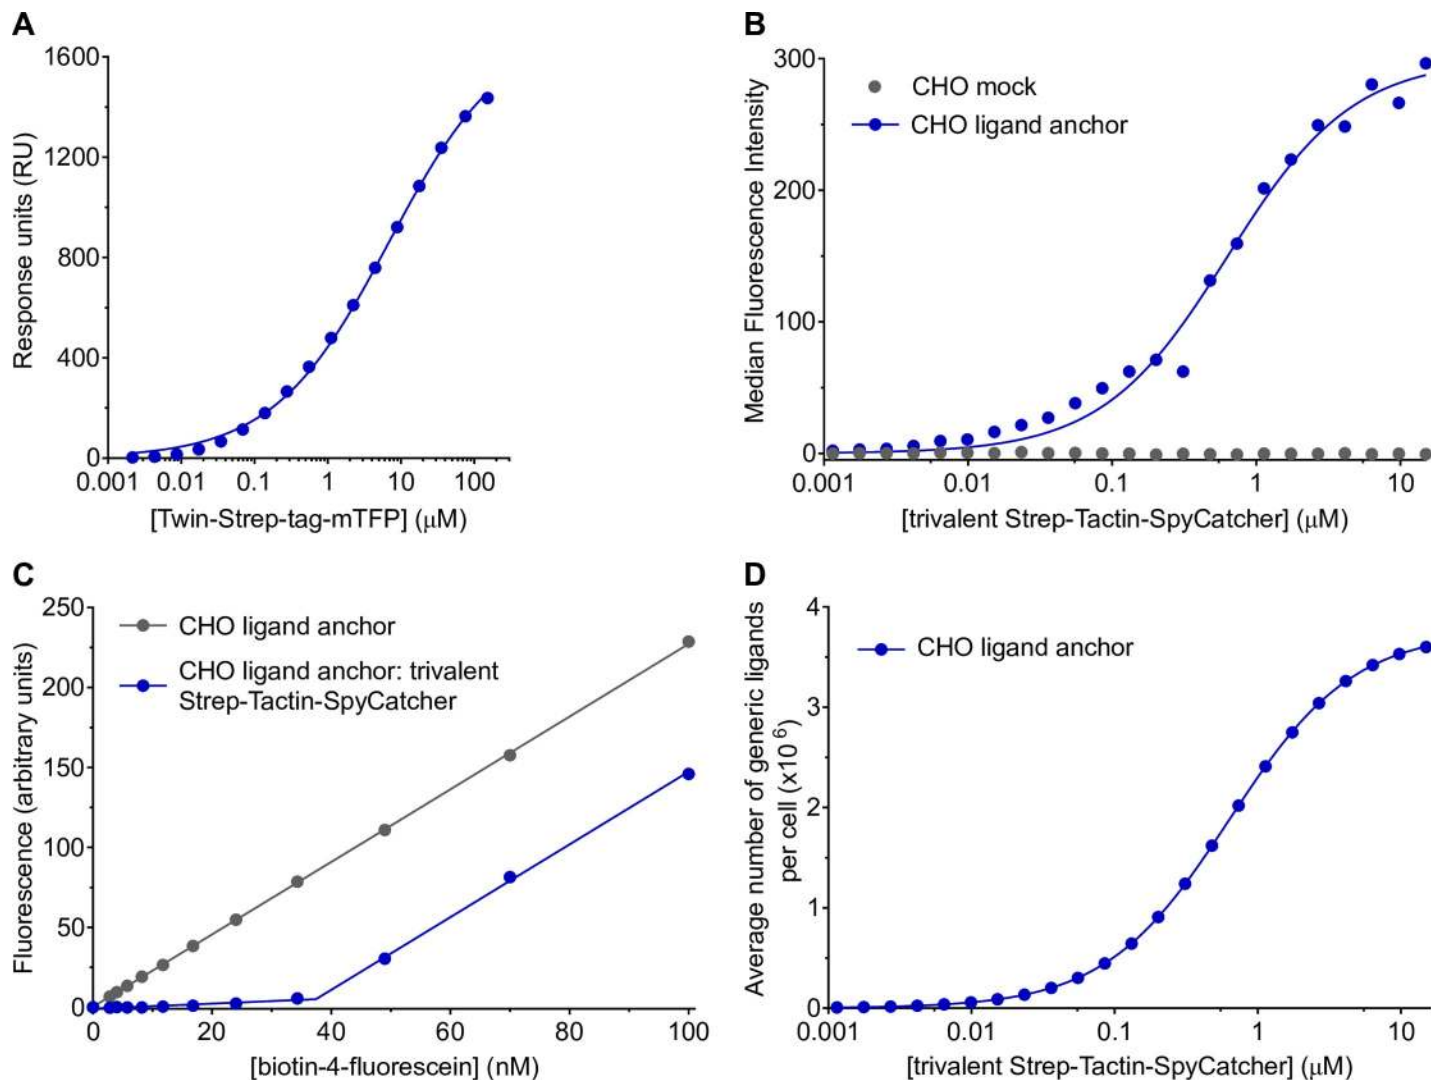 A
1600
1200
800
400
0
Response units (RU)
0.001 0.01 0.1 1 10 100
[Twin-Strep-tag-mTFP] (μM)
B
300
200
100
0
Median Fluorescence Intensity
CHO mock
CHO ligand anchor
0.001 0.01 0.1 1 10
[trivalent Strep-Tactin-SpyCatcher] (μM)
C
250
200
150
100
50
0
Fluorescence (arbitrary units)
CHO ligand anchor
CHO ligand anchor: trivalent
Strep-Tactin-SpyCatcher
0 20 40 60 80 100
[biotin-4-fluorescein] (nM)
D
4
3
2
1
0
Average number of generic ligands
per cell (x10 6)
CHO ligand anchor
0.001 0.01 0.1 1 10
[trivalent Strep-Tactin-SpyCatcher] (μM)